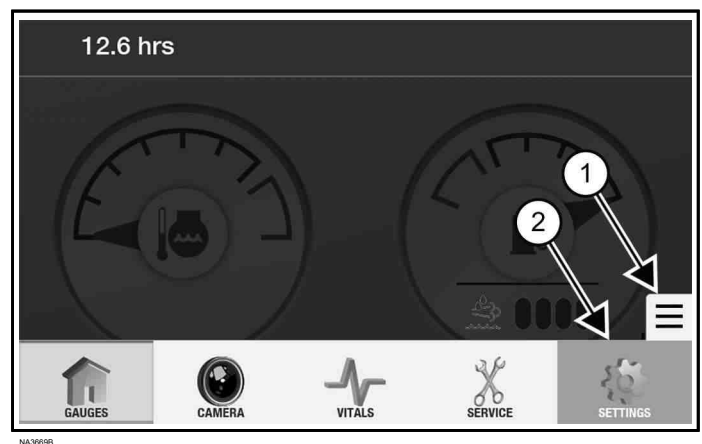 12.6 hrs
1
2
GAUGES CAMERA VITALS SERVICE SETTINGS
NA3669B